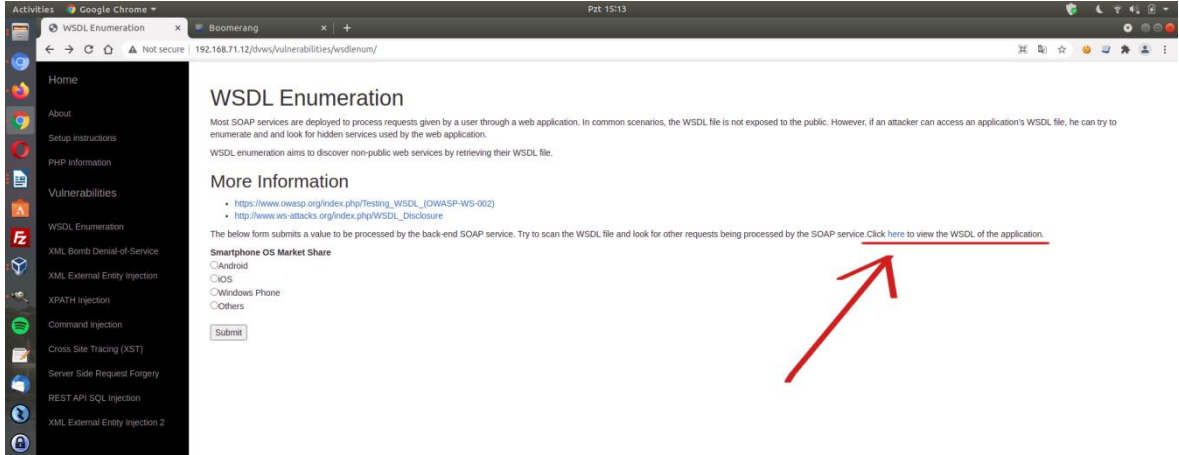 Activities Google Chrome Pzt 15:13
WSDL Enumeration × Boomerang × +
Not secure 192.168.71.12/dvws/vulnerabilities/wsdlenum/
Home
About
Setup instructions
PHP Information
Vulnerabilities
WSDL Enumeration
XML Bomb Denial-of-Service
XML External Entity Injection
XPATH Injection
Command Injection
Cross Site Tracing (XST)
Server Side Request Forgery
REST API SQL Injection
XML External Entity Injection 2
WSDL Enumeration
Most SOAP services are deployed to process requests given by a user through a web application. In common scenarios, the WSDL file is not exposed to the public. However, if an attacker can access an application's WSDL file, he can try to
enumerate and and look for hidden services used by the web application.
WSDL enumeration aims to discover non-public web services by retrieving their WSDL file.
More Information
• https://www.owasp.org/index.php/Testing_WSDL_(OWASP-WS-002)
• http://www.ws-attacks.org/index.php/WSDL_Disclosure
The below form submits a value to be processed by the back-end SOAP service. Try to scan the WSDL file and look for other requests being processed by the SOAP service.Click here to view the WSDL of the application.
Smartphone OS Market Share
Android
iOS
Windows Phone
Others
Submit